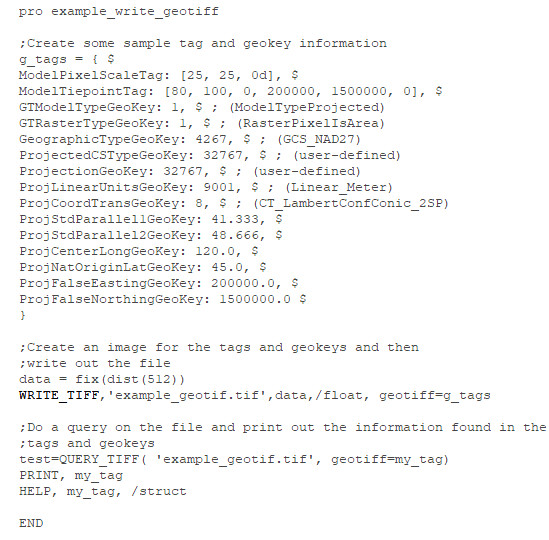 pro example_write_geotiff
;Create some sample tag and geokey information
g_tags = { $
ModelPixelScaleTag: [25, 25, 0d], $
ModelTiepointTag: [80, 100, 0, 200000, 1500000, 0], $
GTModelTypeGeoKey: 1, $ ; (ModelTypeProjected)
GTRasterTypeGeoKey: 1, $ ; (RasterPixelIsArea)
GeographicTypeGeoKey: 4267, $ ; (GCS_NAD27)
ProjectedCSTypeGeoKey: 32767, $ ; (user-defined)
ProjectionGeoKey: 32767, $ ; (user-defined)
ProjLinearUnitsGeoKey: 9001, $ ; (Linear_Meter)
ProjCoordTransGeoKey: 8, $ ; (CT_LambertConfConic_2SP)
ProjStdParallel1GeoKey: 41.333, $
ProjStdParallel2GeoKey: 48.666, $
ProjCenterLongGeoKey: 120.0, $
ProjNatOriginLatGeoKey: 45.0, $
ProjFalseEastingGeoKey: 200000.0, $
ProjFalseNorthingGeoKey: 1500000.0 $
}
;Create an image for the tags and geokeys and then
;write out the file
data = fix(dist(512))
WRITE_TIFF,'example_geotif.tif',data,/float, geotiff=g_tags
;Do a query on the file and print out the information found in the
;tags and geokeys
test=QUERY_TIFF( 'example_geotif.tif', geotiff=my_tag)
PRINT, my_tag
HELP, my_tag, /struct
END